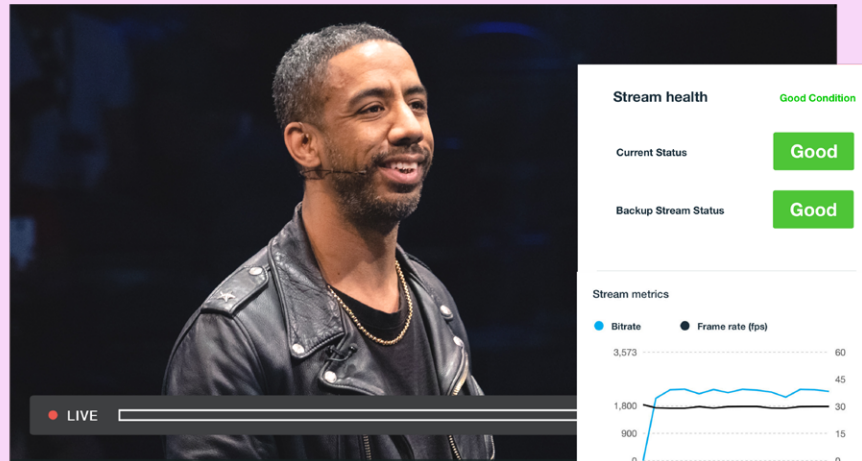 Stream health
Good Condition
Current Status
Good
Backup Stream Status
Good
Stream metrics
Bitrate
Frame rate (fps)
3,573
60
45
1,800
30
900
15
0
0
LIVE